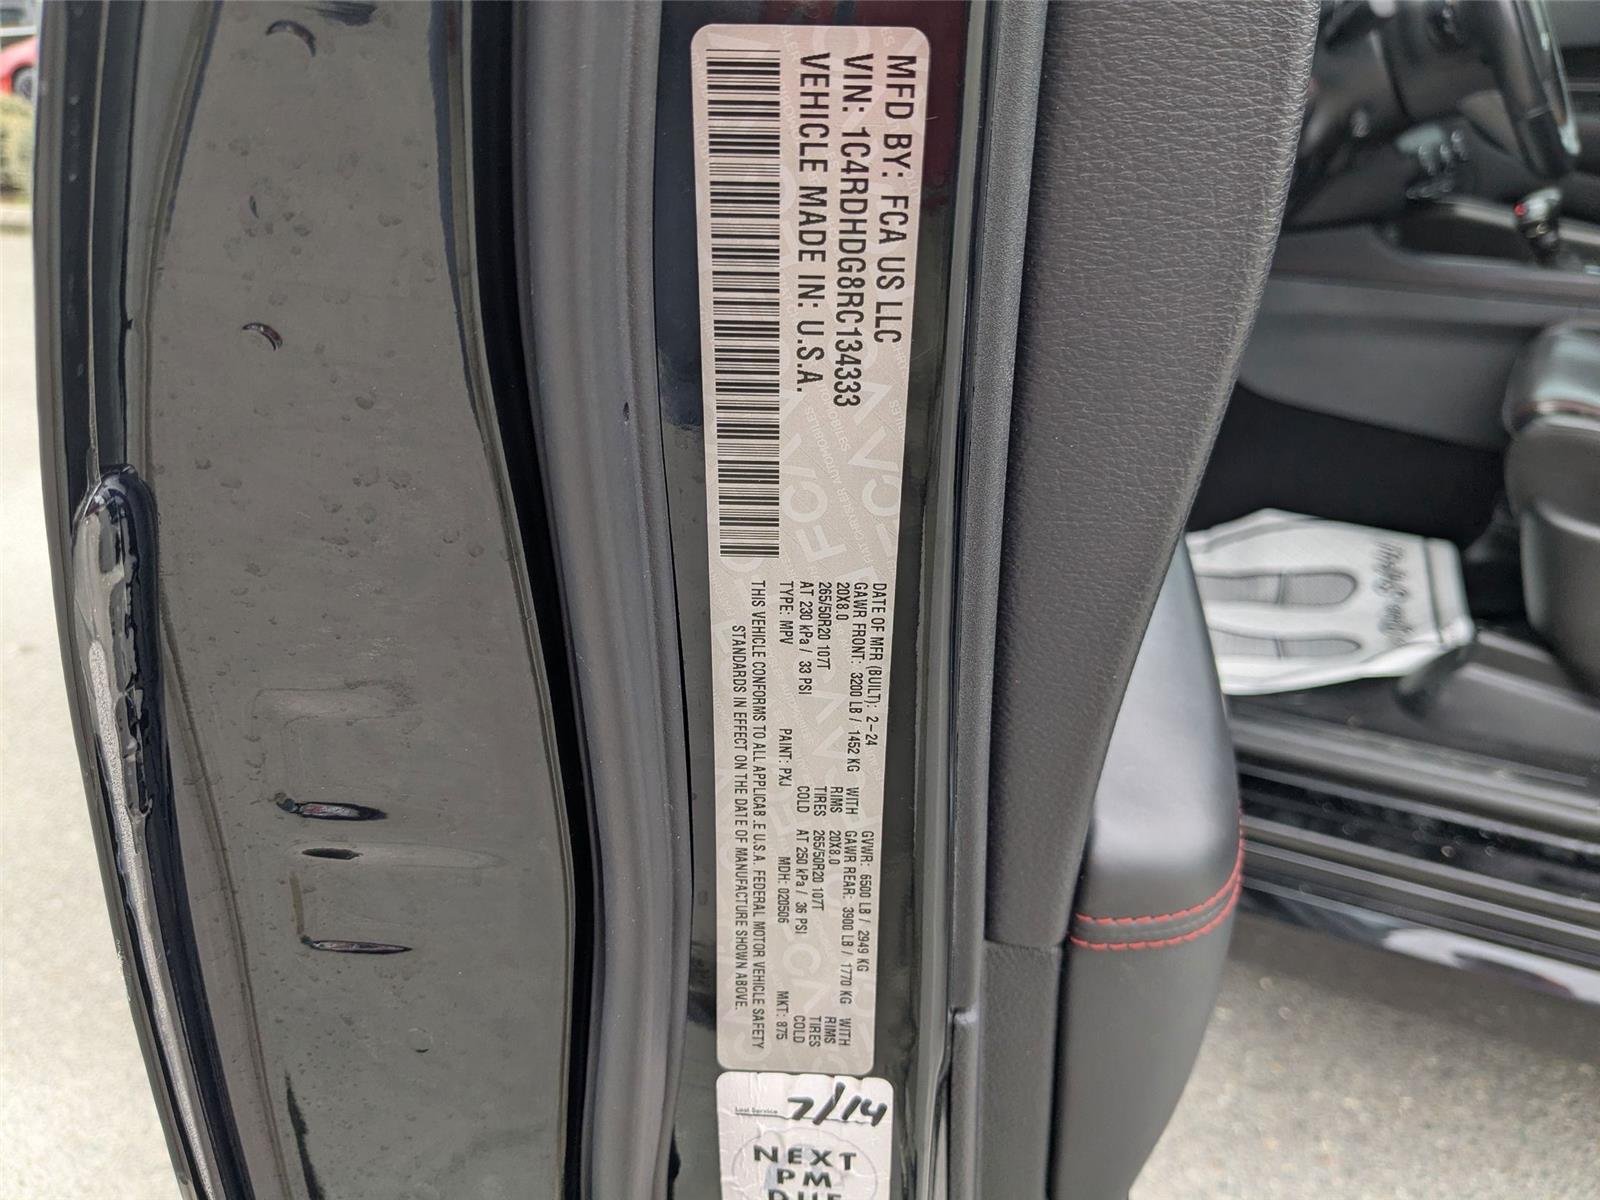 MFD BY: FCA US LLC
VIN: 1C4RDHDG8RC134333
VEHICLE MADE IN: U.S.A.
DATE OF MFR (BUILT): 2-24 GVWR: 6500 LB / 2949 KG
GAWR FRONT: 3200 LB / 1452 KG WITH GAWR REAR: 3900 LB / 1770 KG WITH
20X8.0 RIMS 20X8.0 RIMS
265/50R20 107T TIRES 265/50R20 107T TIRES
AT 230 kPa / 33 PSI COLD AT 250 kPa / 36 PSI COLD
TYPE: MPV PAINT: PXJ MDH: 020506 MKT: 875
THIS VEHICLE CONFORMS TO ALL APPLICABLE U.S.A. FEDERAL MOTOR VEHICLE SAFETY
STANDARDS IN EFFECT ON THE DATE OF MANUFACTURE SHOWN ABOVE.
Last Service 7/14
NEXT
PM